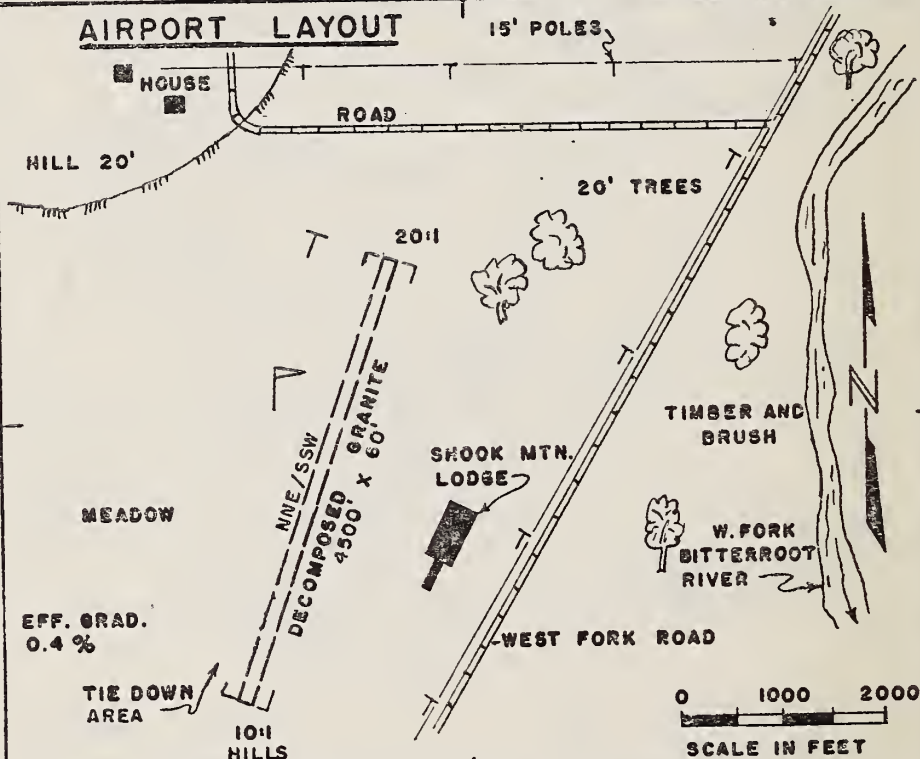 AIRPORT LAYOUT
15' POLES
HOUSE
ROAD
HILL 20'
20' TREES
20:1
NNE/SSW
DECOMPOSED GRANITE
4500' X 60'
TIMBER AND
BRUSH
SHOOK MTN.
LODGE
MEADOW
W. FORK
BITTERROOT
RIVER
N
EFF. GRAD.
0.4 %
WEST FORK ROAD
TIE DOWN
AREA
10:1
HILLS
0 1000 2000
SCALE IN FEET